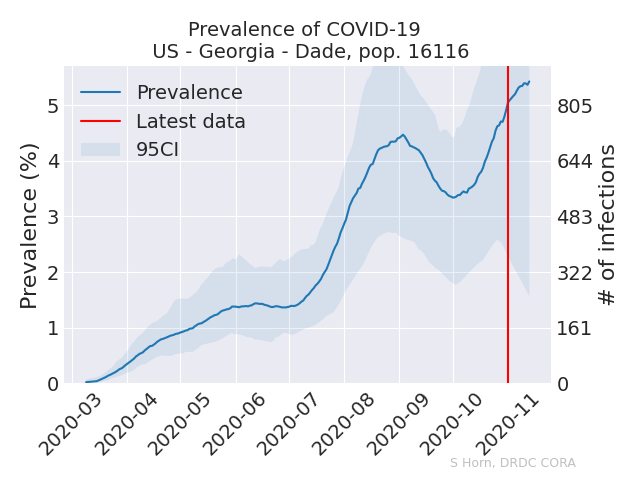 Prevalence of COVID-19
US - Georgia - Dade, pop. 16116
Prevalence
Latest data
95CI
Prevalence (%)
5
4
3
2
1
0
805
644
483
322
161
0
# of infections
2020-03
2020-04
2020-05
2020-06
2020-07
2020-08
2020-09
2020-10
2020-11
S Horn, DRDC CORA